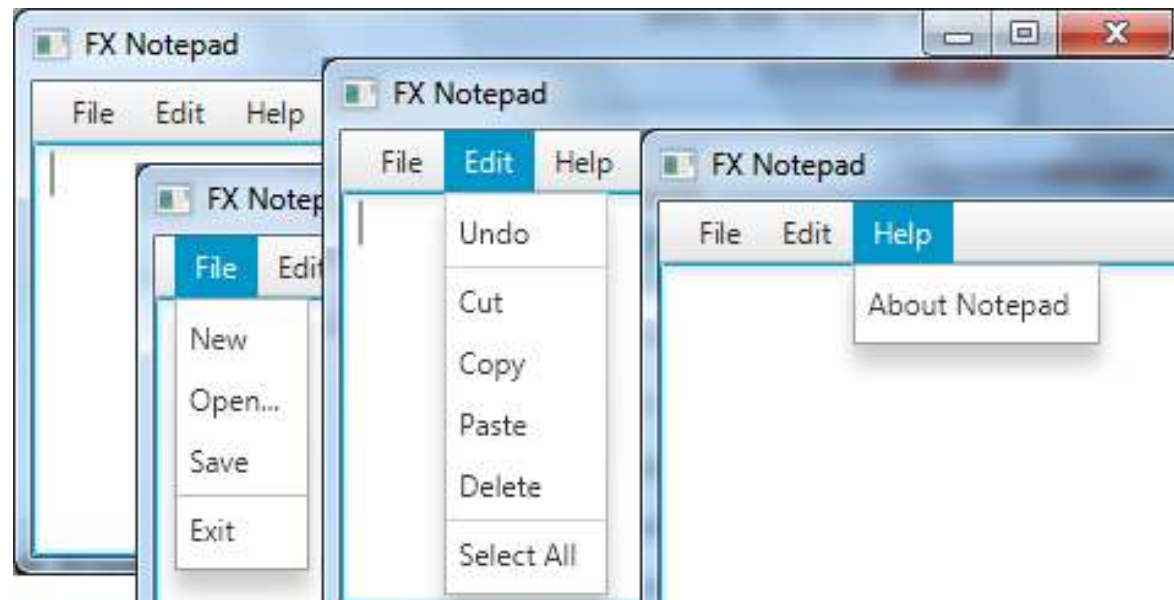 FX Notepad
File Edit Help
FX Notep
File Edit
New
Open...
Save
Exit
FX Notepad
File Edit Help
Undo
Cut
Copy
Paste
Delete
Select All
FX Notepad
File Edit Help
About Notepad